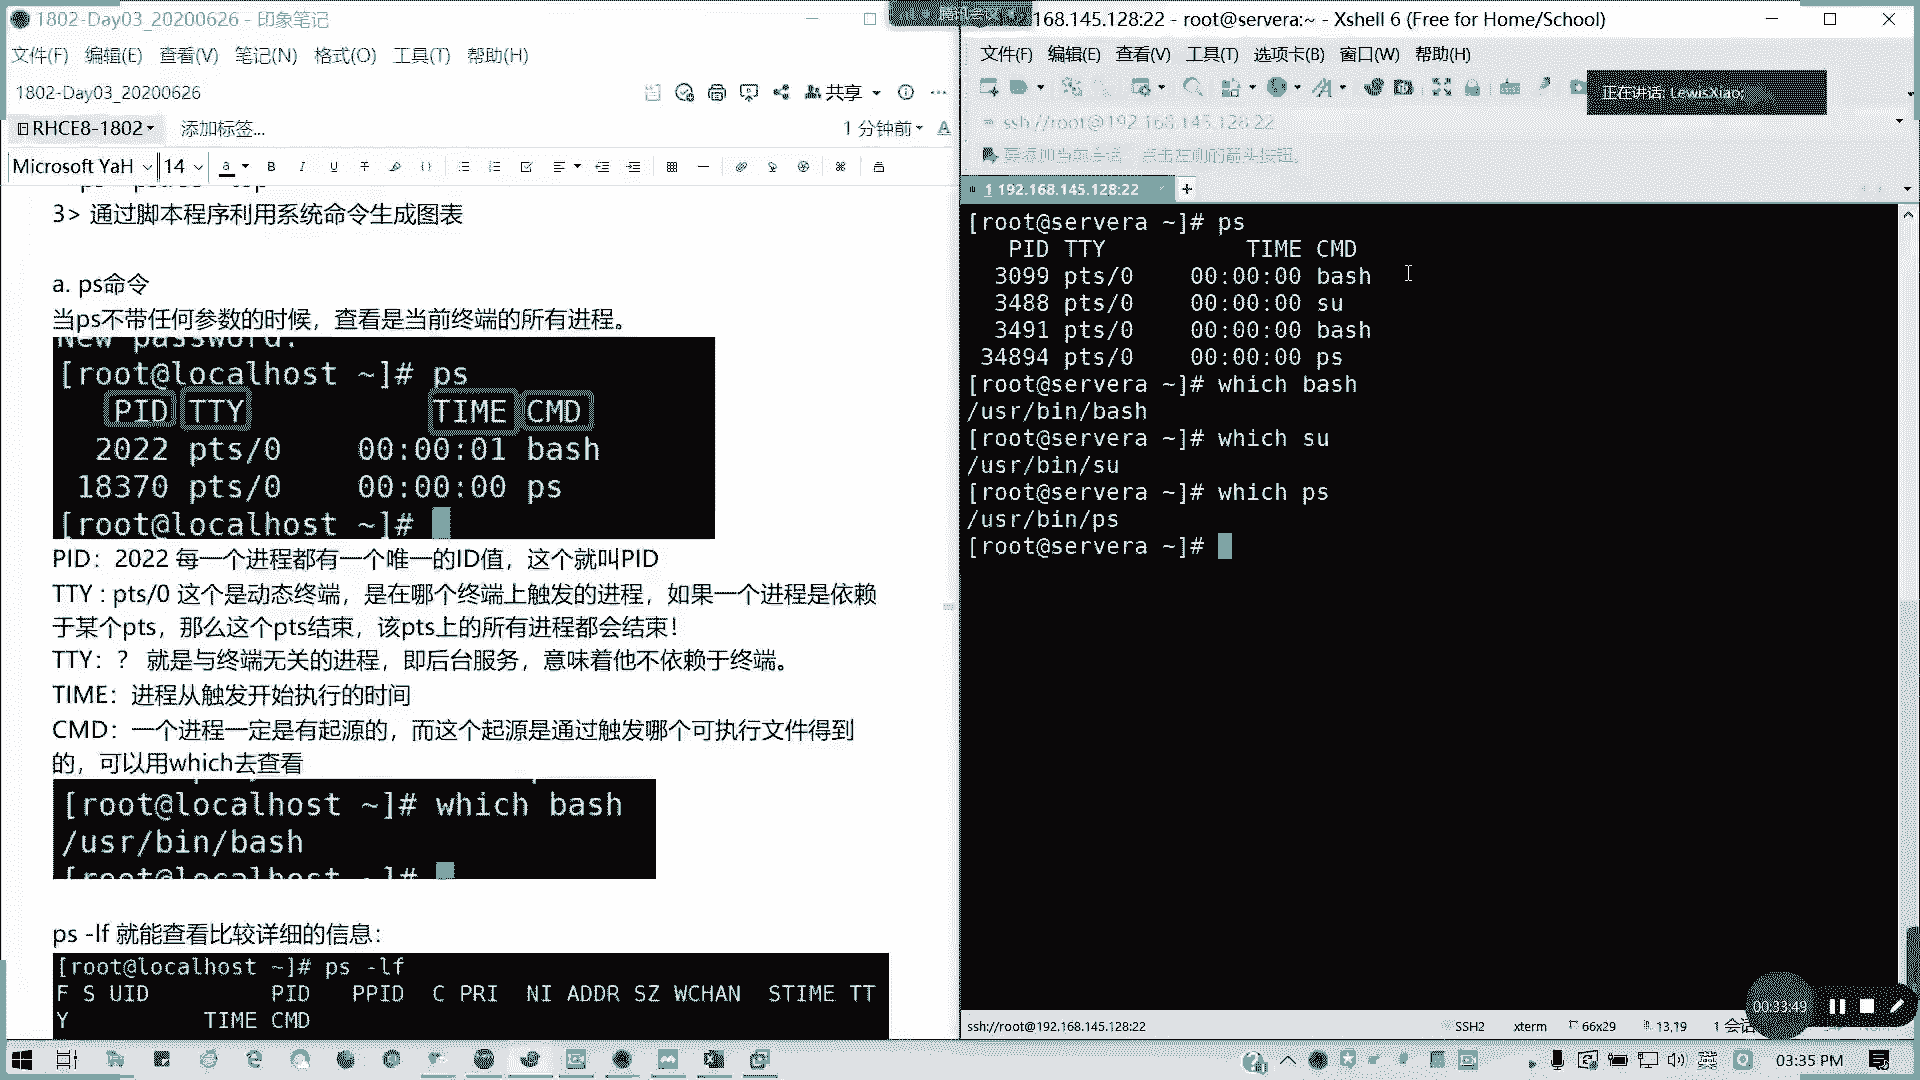 1802-Day03_20200626 - 印象笔记
文件(F) 编辑(E) 查看(V) 笔记(N) 格式(O) 工具(T) 帮助(H)
1802-Day03_20200626
共享
RHCE8-1802
添加标签...
1 分钟前
Microsoft YaH
14
3> 通过脚本程序利用系统命令生成图表
a. ps命令
当ps不带任何参数的时候，查看是当前终端的所有进程。
New password:
[root@localhost ~]# ps
PID TTY TIME CMD
2022 pts/0 00:00:01 bash
18370 pts/0 00:00:00 ps
[root@localhost ~]#
PID：2022 每一个进程都有一个唯一的ID值，这个就叫PID
TTY : pts/0 这个是动态终端，是在哪个终端上触发的进程，如果一个进程是依赖
于某个pts，那么这个pts结束，该pts上的所有进程都会结束！
TTY：？ 就是与终端无关的进程，即后台服务，意味着他不依赖于终端。
TIME：进程从触发开始执行的时间
CMD：一个进程一定是有起源的，而这个起源是通过触发哪个可执行文件得到
的，可以用which去查看
[root@localhost ~]# which bash
/usr/bin/bash
[root@localhost ~]#
ps -lf 就能查看比较详细的信息：
[root@localhost ~]# ps -lf
F S UID PID PPID C PRI NI ADDR SZ WCHAN STIME TT
Y TIME CMD
168.145.128:22 - root@servera:~ - Xshell 6 (Free for Home/School)
文件(F) 编辑(E) 查看(V) 工具(T) 选项卡(B) 窗口(W) 帮助(H)
正在讲话: LewisXiao;
ssh://root@192.168.145.128:22
要添加当前会话，点击左侧的箭头按钮。
1 192.168.145.128:22
[root@servera ~]# ps
PID TTY TIME CMD
3099 pts/0 00:00:00 bash
3488 pts/0 00:00:00 su
3491 pts/0 00:00:00 bash
34894 pts/0 00:00:00 ps
[root@servera ~]# which bash
/usr/bin/bash
[root@servera ~]# which su
/usr/bin/su
[root@servera ~]# which ps
/usr/bin/ps
[root@servera ~]#
00:33:49
ssh://root@192.168.145.128:22
SSH2
xterm
66x29
13,19
1 会话
03:35 PM